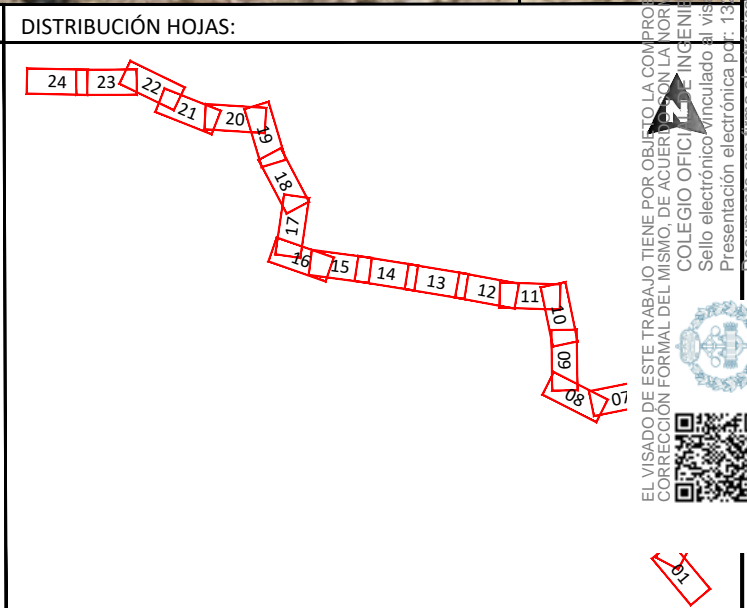 DISTRIBUCIÓN HOJAS:
24
23
22
21
20
19
18
17
16
15
14
13
12
11
10
09
08
07
01
N
EL VISADO DE ESTE TRABAJO TIENE POR OBJETO LA COMPRO
CORRECCIÓN FORMAL DEL MISMO, DE ACUERDO CON LA NOR
COLEGIO OFICI DE INGENIE
Sello electrónico vinculado al vis
Presentación electrónica por: 13